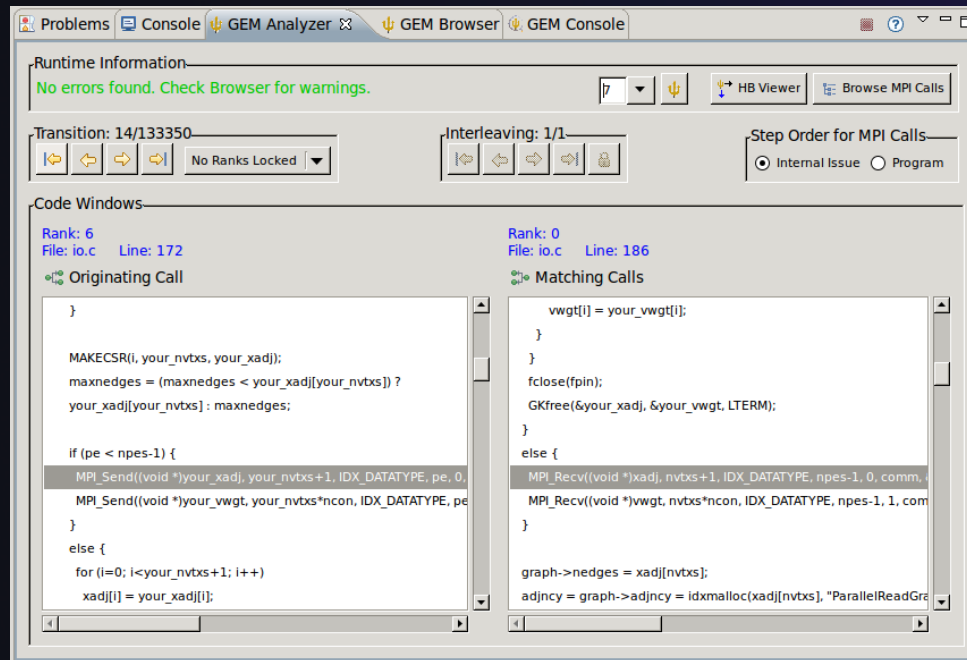 Problems Console GEM Analyzer GEM Browser GEM Console
Runtime Information
No errors found. Check Browser for warnings. 7 HB Viewer Browse MPI Calls
Transition: 14/133350 Interleaving: 1/1 Step Order for MPI Calls
No Ranks Locked Internal Issue Program
Code Windows
Rank: 6
File: io.c Line: 172
Originating Call
}
MAKECSR(i, your_nvtxs, your_xadj);
maxnedges = (maxnedges < your_xadj[your_nvtxs]) ?
your_xadj[your_nvtxs] : maxnedges;
if (pe < npes-1) {
MPI_Send((void *)your_xadj, your_nvtxs+1, IDX_DATATYPE, pe, 0,
MPI_Send((void *)your_vwgt, your_nvtxs*ncon, IDX_DATATYPE, pe
}
else {
for (i=0; i<your_nvtxs+1; i++)
xadj[i] = your_xadj[i];
Rank: 0
File: io.c Line: 186
Matching Calls
vwgt[i] = your_vwgt[i];
}
}
fclose(fpin);
GKfree(&your_xadj, &your_vwgt, LTERM);
}
else {
MPI_Recv((void *)xadj, nvtxs+1, IDX_DATATYPE, npes-1, 0, comm,
MPI_Recv((void *)vwgt, nvtxs*ncon, IDX_DATATYPE, npes-1, 1, com
}
graph->nedges = xadj[nvtxs];
adjncy = graph->adjncy = idxmalloc(xadj[nvtxs], "ParallelReadGra